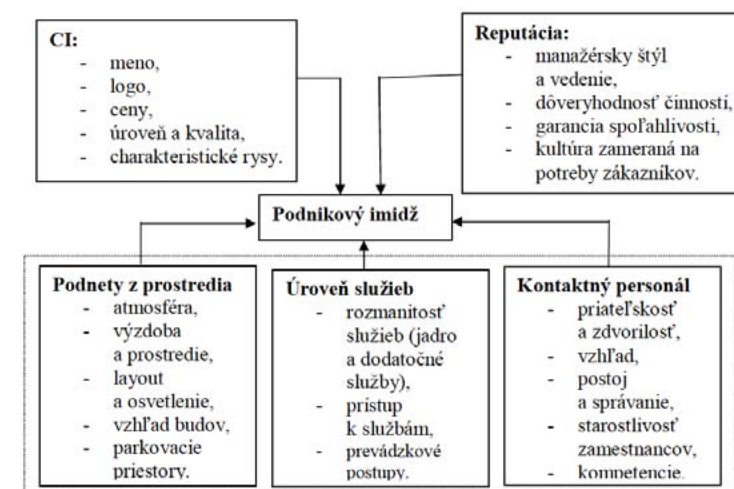 CI:
- meno,
- logo,
- ceny,
- úroveň a kvalita,
- charakteristické rysy.
Reputácia:
- manažérsky štýl
a vedenie,
- dôveryhodnosť činností,
- garancia spoľahlivosti,
- kultúra zameraná na
potreby zákazníkov.
Podnikový imidž
Podnety z prostredia
- atmosféra,
- výzdoba
a prostredie,
- layout
a osvetlenie,
- vzhľad budov,
- parkovacie
priestory.
Úroveň služieb
- rozmanitosť
služieb (jadro
a dodatočné
služby),
- prístup
k službám,
- prevádzkové
postupy.
Kontaktný personál
- priateľskosť
a zdvorilosť,
- vzhľad,
- postoj
a správanie,
- starostlivosť
zamestnancov,
- kompetencie.